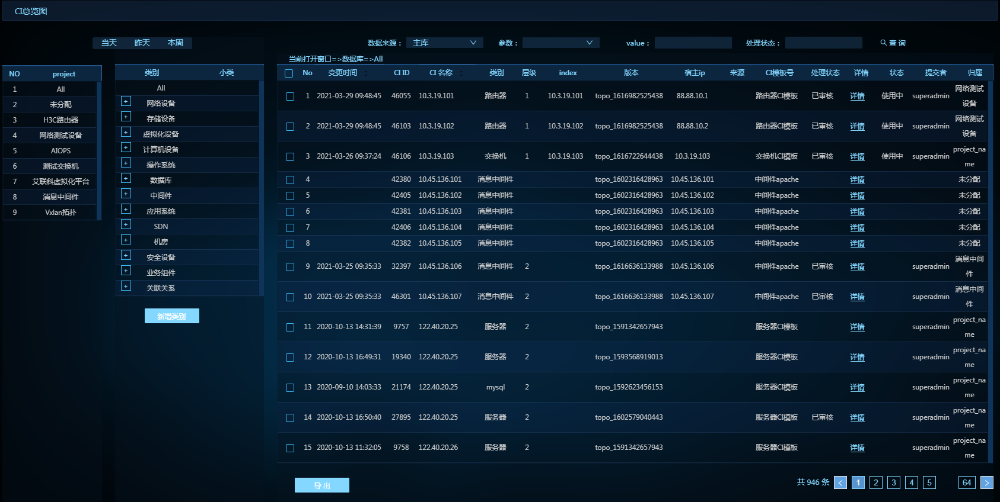 CI总览图
当天 昨天 本周
数据来源： 主库 参数： value： 处理状态： 查 询
当前打开窗口=>数据库=>All
NO project
1 All
2 未分配
3 H3C路由器
4 网络测试设备
5 AIOPS
6 测试交换机
7 艾联科虚拟化平台
8 消息中间件
9 Vxlan拓扑
类别 小类
All
+ 网络设备
+ 存储设备
+ 虚拟化设备
+ 计算机设备
+ 操作系统
+ 数据库
+ 中间件
+ 应用系统
+ SDN
+ 机房
+ 安全设备
+ 业务组件
+ 关联关系
新增类别
No 变更时间 CI ID CI 名称 类别 层级 index 版本 宿主ip 来源 CI模板号 处理状态 详情 状态 提交者 归属
1 2021-03-29 09:48:45 46055 10.3.19.101 路由器 1 10.3.19.101 topo_1616982525438 88.88.10.1 路由器CI模板 已审核 详情 使用中 superadmin 网络测试
设备
2 2021-03-29 09:48:45 46103 10.3.19.102 路由器 1 10.3.19.102 topo_1616982525438 88.88.10.2 路由器CI模板 已审核 详情 使用中 superadmin 网络测试
设备
3 2021-03-26 09:37:24 46106 10.3.19.103 交换机 1 10.3.19.103 topo_1616722644438 10.3.19.103 交换机CI模板 已审核 详情 使用中 superadmin project_na
me
4 42380 10.45.136.101 消息中间件 topo_1602316428963 10.45.136.101 中间件apache 详情 未分配
5 42405 10.45.136.102 消息中间件 topo_1602316428963 10.45.136.102 中间件apache 详情 未分配
6 42381 10.45.136.103 消息中间件 topo_1602316428963 10.45.136.103 中间件apache 详情 未分配
7 42406 10.45.136.104 消息中间件 topo_1602316428963 10.45.136.104 中间件apache 详情 未分配
8 42382 10.45.136.105 消息中间件 topo_1602316428963 10.45.136.105 中间件apache 详情 未分配
9 2021-03-25 09:35:33 32397 10.45.136.106 消息中间件 2 topo_1616636133988 10.45.136.106 中间件apache 已审核 详情 superadmin 消息中间
件
10 2021-03-25 09:35:33 46301 10.45.136.107 消息中间件 2 topo_1616636133988 10.45.136.107 中间件apache 已审核 详情 superadmin 消息中间
件
11 2020-10-13 14:31:39 9757 122.40.20.25 服务器 2 topo_1591342657943 服务器CI模板 详情 superadmin project_na
me
12 2020-10-13 16:49:31 19340 122.40.20.25 服务器 2 topo_1593568919013 服务器CI模板 详情 superadmin project_na
me
13 2020-09-10 14:03:33 21174 122.40.20.25 mysql 2 topo_1592623456153 服务器CI模板 详情 superadmin project_na
me
14 2020-10-13 16:50:40 27895 122.40.20.25 服务器 2 topo_1602579040443 服务器CI模板 已审核 详情 superadmin project_na
me
15 2020-10-13 11:32:05 9758 122.40.20.26 服务器 2 topo_1591342657943 服务器CI模板 详情 superadmin project_na
me
导 出
共 946 条 < 1 2 3 4 5 64 >